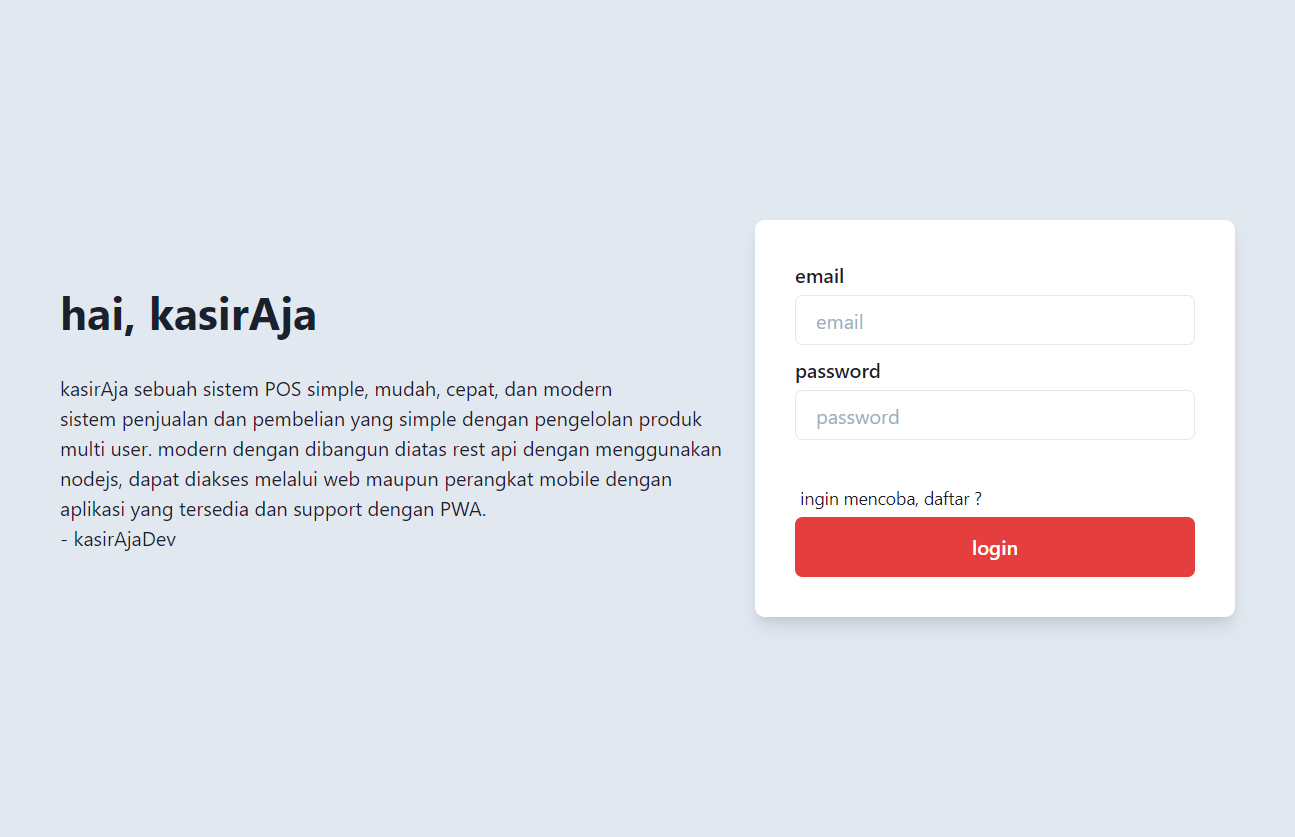 hai, kasirAja
kasirAja sebuah sistem POS simple, mudah, cepat, dan modern
sistem penjualan dan pembelian yang simple dengan pengelolan produk
multi user. modern dengan dibangun diatas rest api dengan menggunakan
nodejs, dapat diakses melalui web maupun perangkat mobile dengan
aplikasi yang tersedia dan support dengan PWA.
- kasirAjaDev
email
email
password
password
ingin mencoba, daftar ?
login